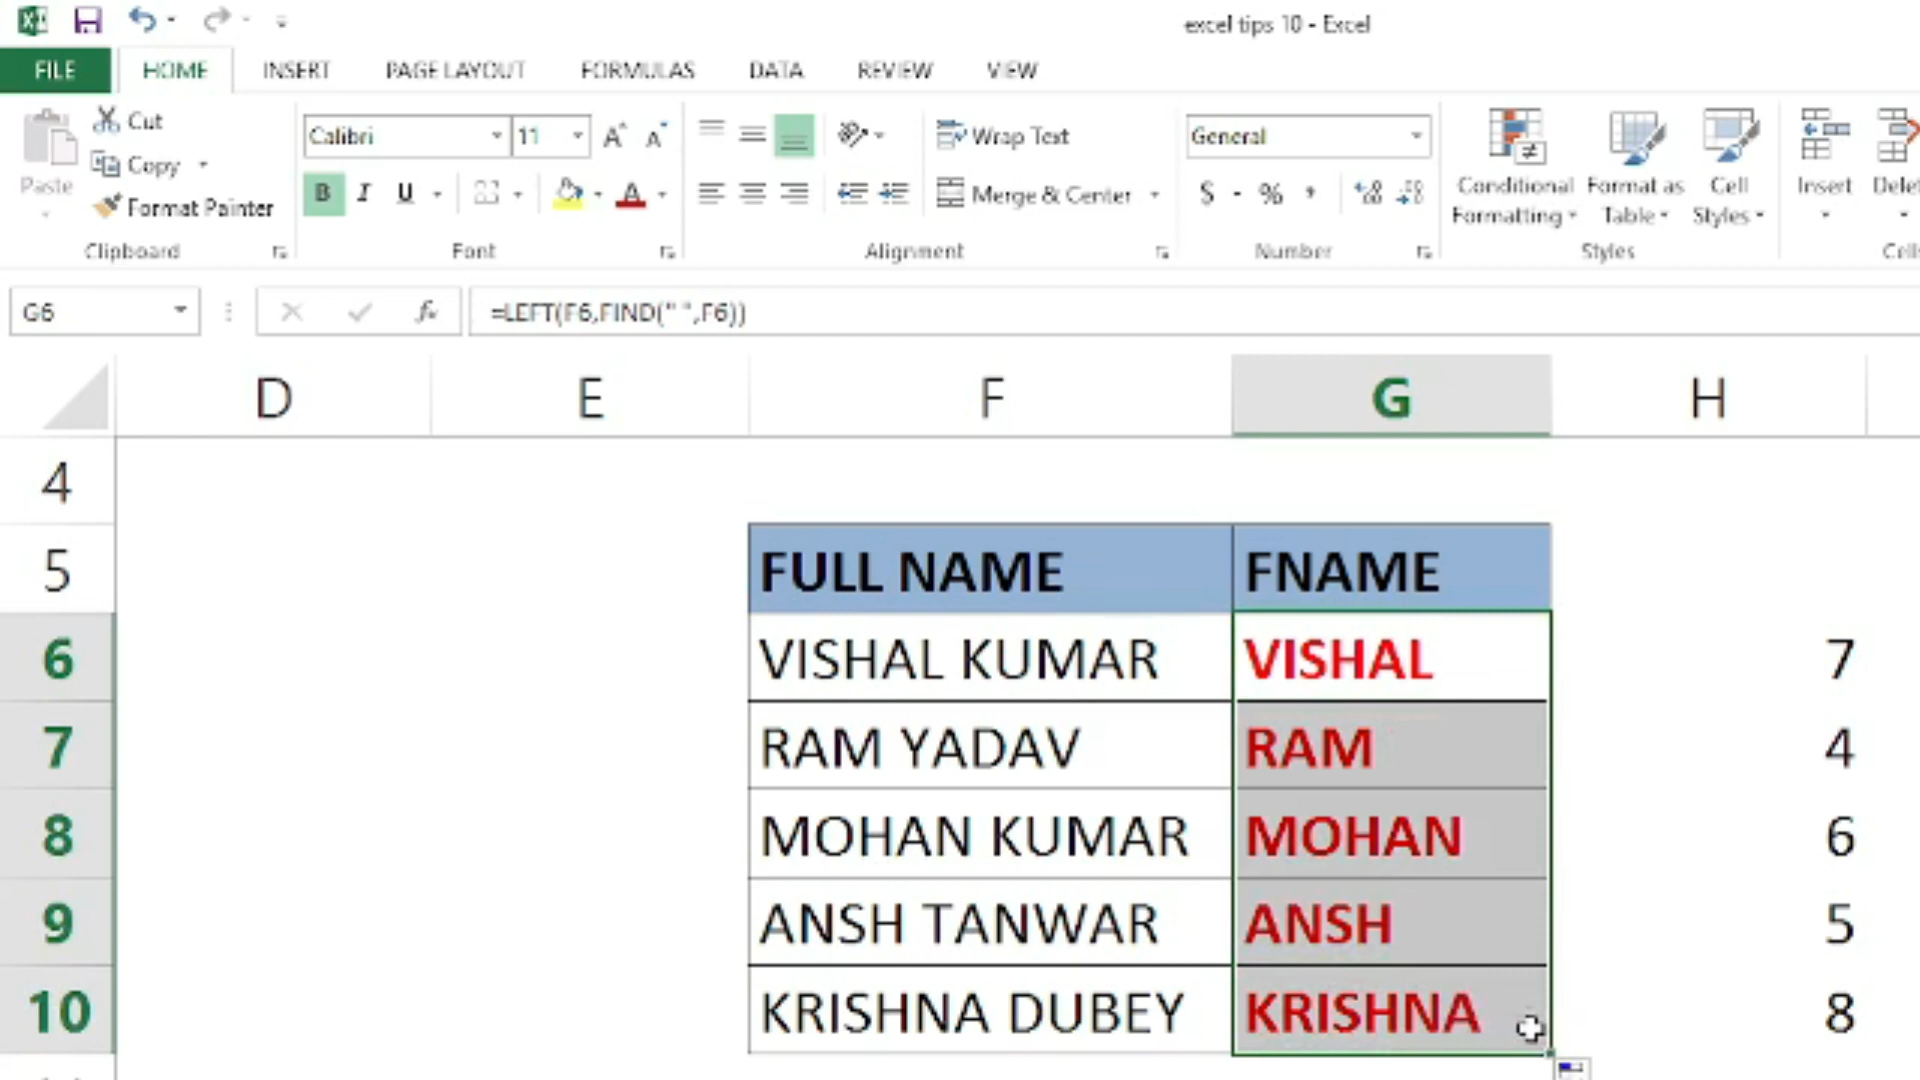 excel tips 10 - Excel
FILE HOME INSERT PAGE LAYOUT FORMULAS DATA REVIEW VIEW
Paste Cut Copy Format Painter
Clipboard
Calibri 11 A A
B I U A
Font
Wrap Text
Merge & Center
Alignment
General
$ % ,
Number
Conditional Formatting Format as Table Cell Styles
Styles
Insert Delet
Cells
G6 fx =LEFT(F6,FIND(" ",F6))
D E F G H
4
5 FULL NAME FNAME
6 VISHAL KUMAR VISHAL 7
7 RAM YADAV RAM 4
8 MOHAN KUMAR MOHAN 6
9 ANSH TANWAR ANSH 5
10 KRISHNA DUBEY KRISHNA 8